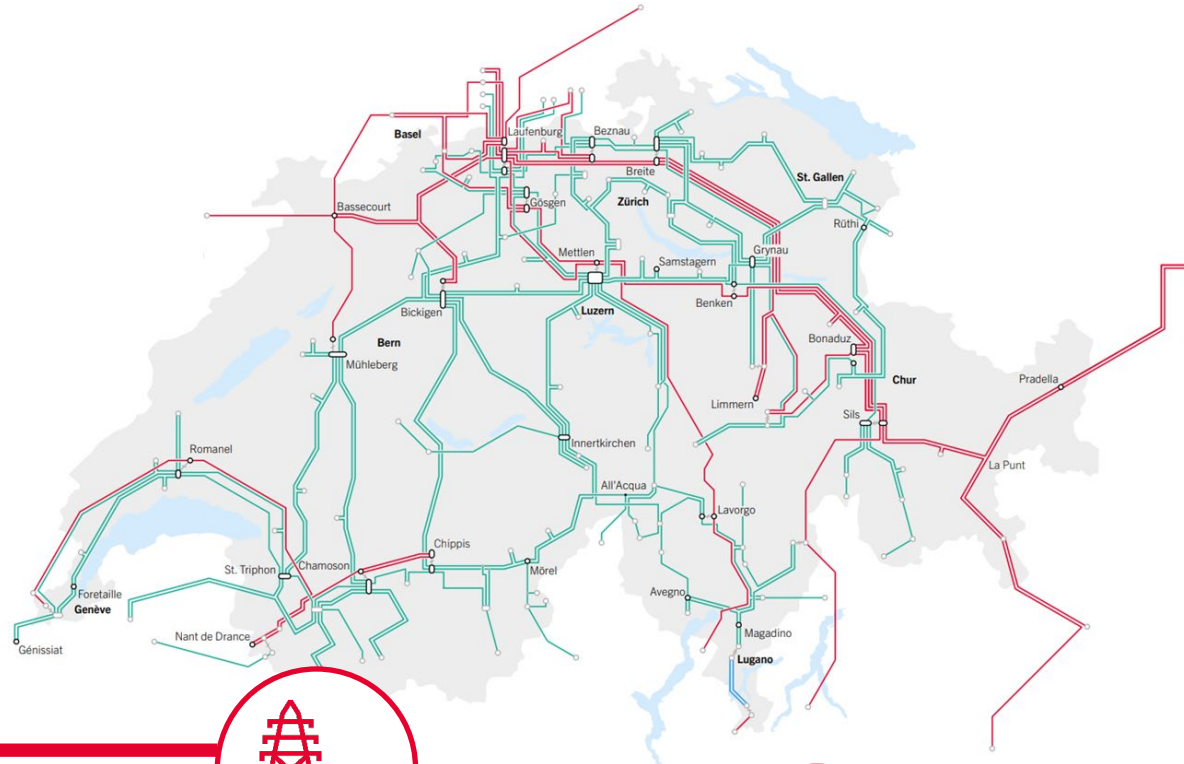 Basel
Laufenburg
Beznau
Breite
St. Gallen
Zürich
Bassecourt
Gösgen
Rüthi
Mettlen
Samstagern
Grynau
Benken
Bickigen
Luzern
Bern
Bonaduz
Mühleberg
Chur
Pradella
Limmern
Sils
Romanel
Innertkirchen
La Punt
All'Acqua
Lavorgo
Chippis
St. Triphon
Chamoson
Mörel
Foretaille
Genève
Avegno
Nant de Drance
Magadino
Génissiat
Lugano